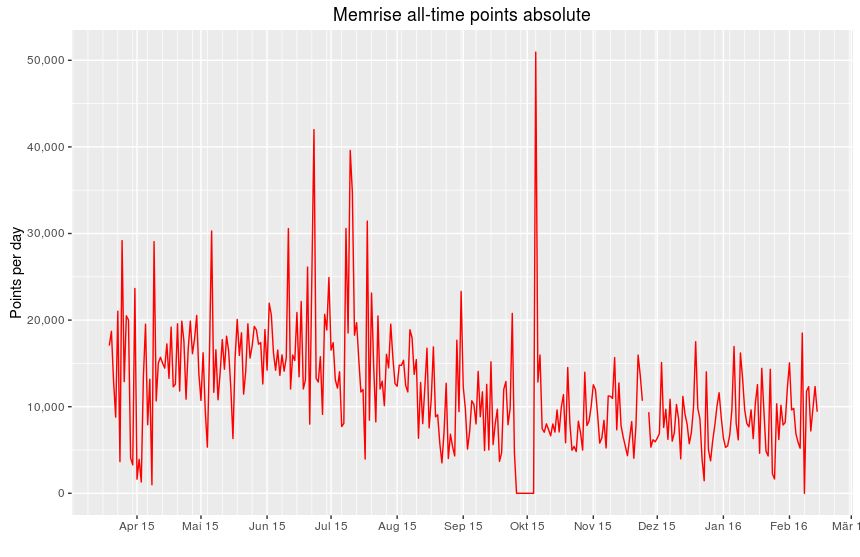 Memrise all-time points absolute
Points per day
50,000
40,000
30,000
20,000
10,000
0
Apr 15 Mai 15 Jun 15 Jul 15 Aug 15 Sep 15 Okt 15 Nov 15 Dez 15 Jan 16 Feb 16 Mär 1